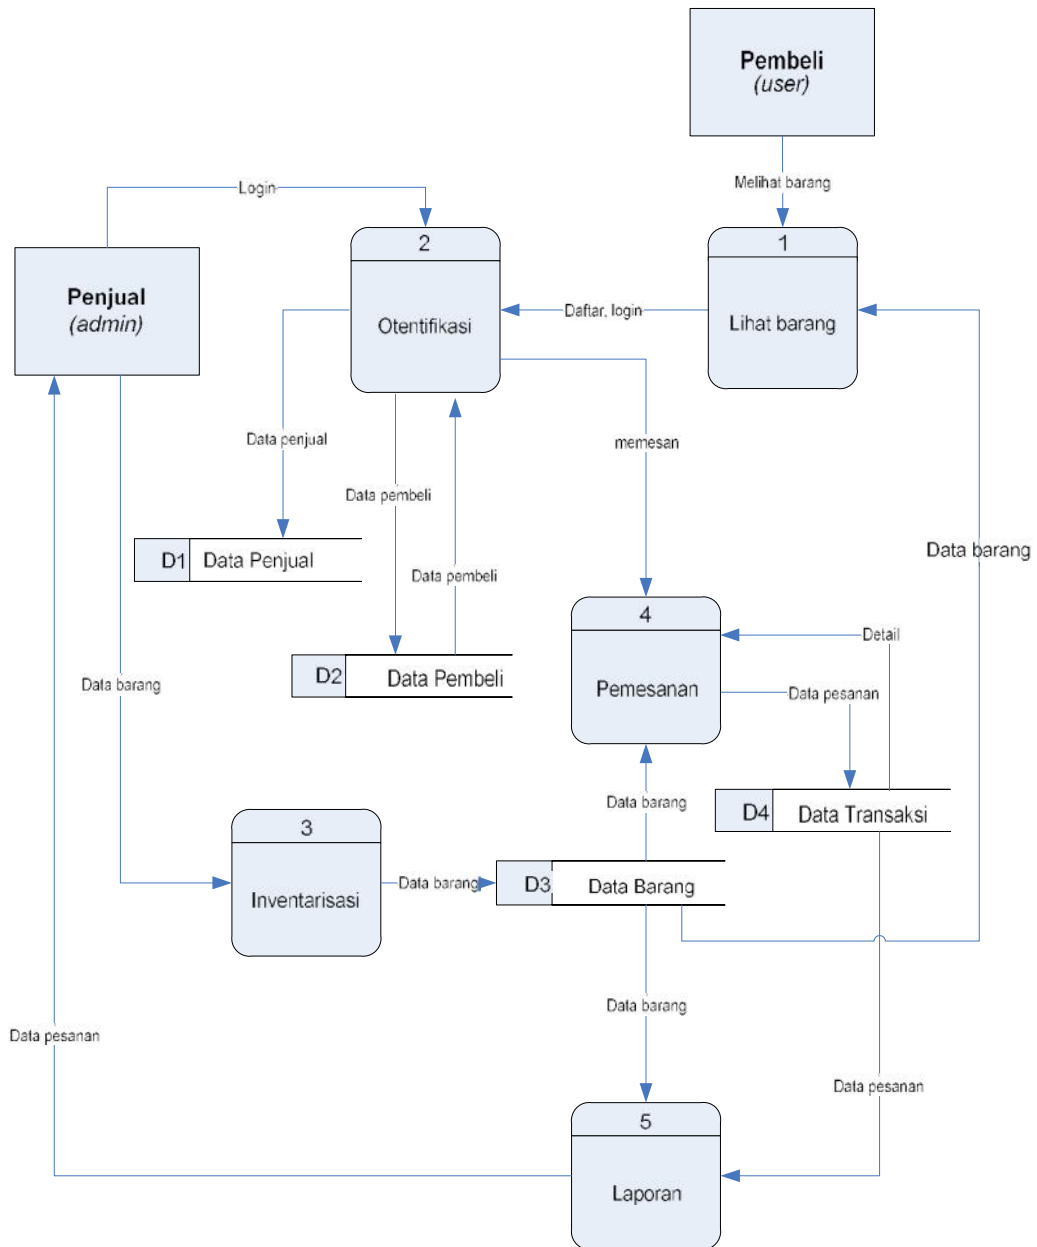 Pembeli
(user)
Melihat barang
Login
2
1
Penjual
(admin)
Otentifikasi
Daftar, login
Lihat barang
Data penjual
memesan
Data pembeli
D1 Data Penjual
Data barang
Data pembeli
4
Detail
D2 Data Pembeli
Data barang
Pemesanan
Data pesanan
Data barang
D4 Data Transaksi
3
Data barang
D3 Data Barang
Inventarisasi
Data barang
Data pesanan
Data pesanan
5
Laporan